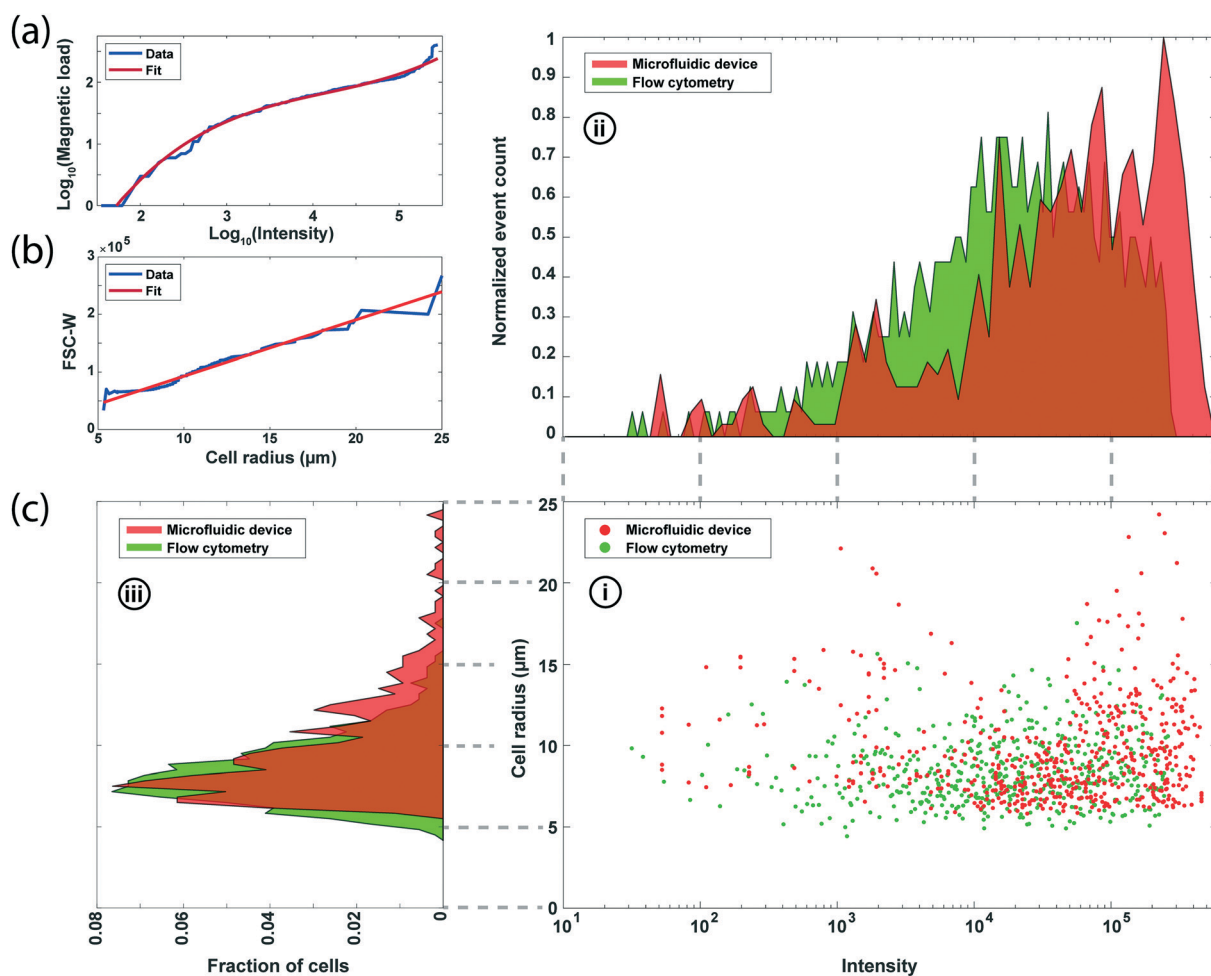 (a)
Log10(Magnetic load)
2
1
0
Data
Fit
2
3
4
5
Log10(Intensity)
(b)
FSC-W
3 × 10^5
2
1
0
Data
Fit
5
10
15
20
25
Cell radius (µm)
Normalized event count
1
0.9
0.8
0.7
0.6
0.5
0.4
0.3
0.2
0.1
0
Microfluidic device
Flow cytometry
ii
(c)
Microfluidic device
Flow cytometry
iii
0.08
0.06
0.04
0.02
0
Fraction of cells
Cell radius (µm)
25
20
15
10
5
0
Microfluidic device
Flow cytometry
i
10^1
10^2
10^3
10^4
10^5
Intensity